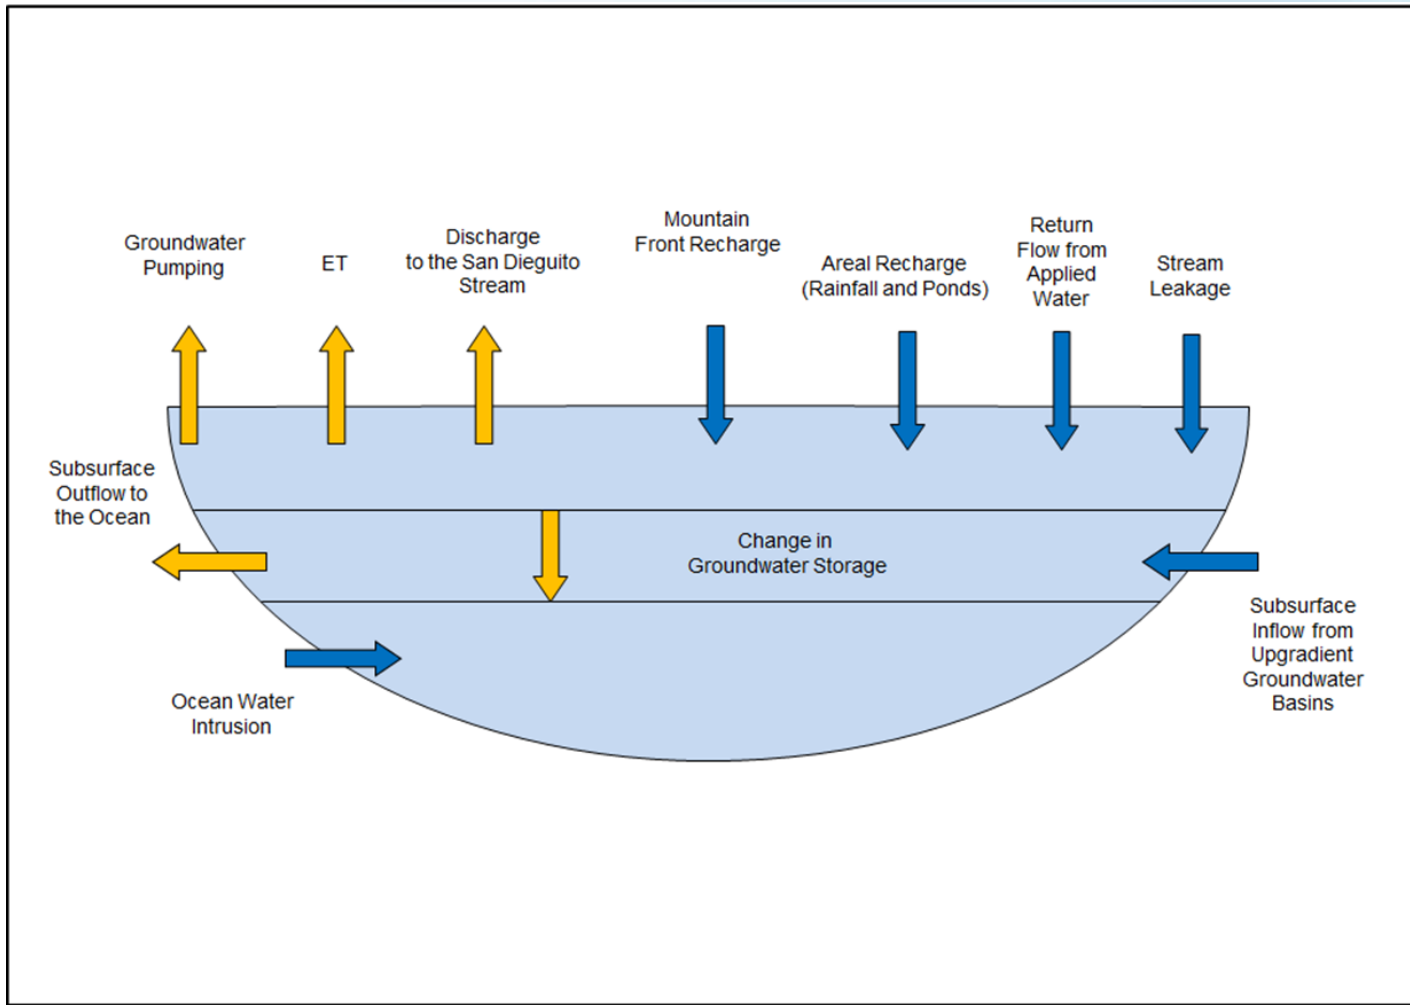 Groundwater
Pumping
ET
Discharge
to the San Dieguito
Stream
Mountain
Front Recharge
Areal Recharge
(Rainfall and Ponds)
Return
Flow from
Applied
Water
Stream
Leakage
Subsurface
Outflow to
the Ocean
Change in
Groundwater Storage
Subsurface
Inflow from
Upgradient
Groundwater
Basins
Ocean Water
Intrusion